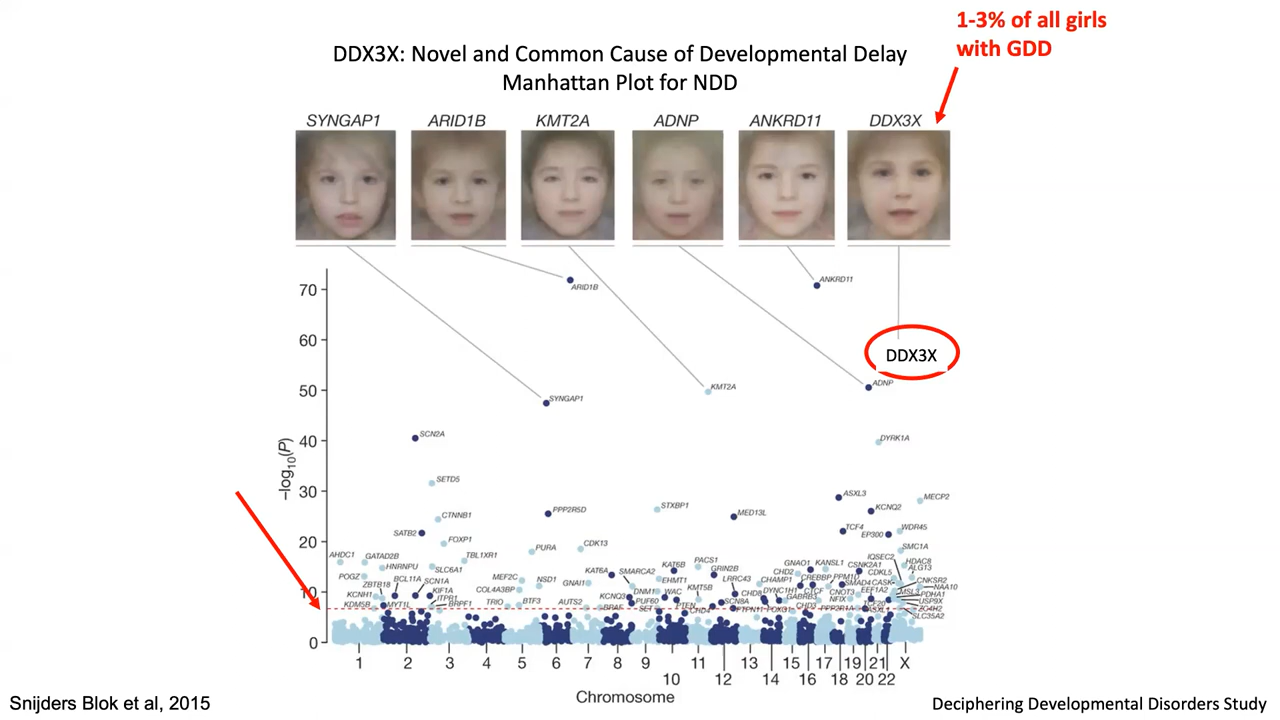 1-3% of all girls
with GDD
DDX3X: Novel and Common Cause of Developmental Delay
Manhattan Plot for NDD
SYNGAP1 ARID1B KMT2A ADNP ANKRD11 DDX3X
ANKRD11
ARID1B
DDX3X
ADNP
KMT2A
SYNGAP1
SCN2A
DYRK1A
SETD5
ASXL3
MECP2
STXBP1
KCNQ2
PPP2R5D
MED13L
CTNNB1
TCF4
WDR45
SATB2
EP300
FOXP1
CDK13
PURA
SMC1A
AHDC1
GATAD2B
TBL1XR1
PACS1
IQSEC2
HDAC8
HNRNPU
SLC6A1
KAT6A
SMARCA2
KAT6B
GRIN2B
GNAO1
KANSL1
CSNK2A1
ALG13
POGZ
BCL11A
SCN1A
MEF2C
NSD1
GNAI1
EHMT1
LRRC43
CHAMP1
CHD2
CREBBP
PPM1D
CDKL5
CNKSR2
ZBTB18
KIF1A
COL4A3BP
DNM1
WAC
KMT5B
CHD8
DYNC1H1
CTCF
SMAD4
CASK
EEF1A2
NAA10
KCNH1
ITPR1
KCNQ3
PUF60
PTEN
SCN8A
GABRB3
CNOT3
NFIX
MSL3
PDHA1
USP9X
KDM5B
MYT1L
BRPF1
TRIO
BTF3
AUTS2
BRAF
SET
CHD4
PTPN11
FOXG1
CHD3
PPP2R1A
ZC4H2
SLC35A2
–log10(P)
70
60
50
40
30
20
10
0
1 2 3 4 5 6 7 8 9 10 11 12 13 14 15 16 17 18 19 20 21 22 X
Chromosome
Snijders Blok et al, 2015
Deciphering Developmental Disorders Study